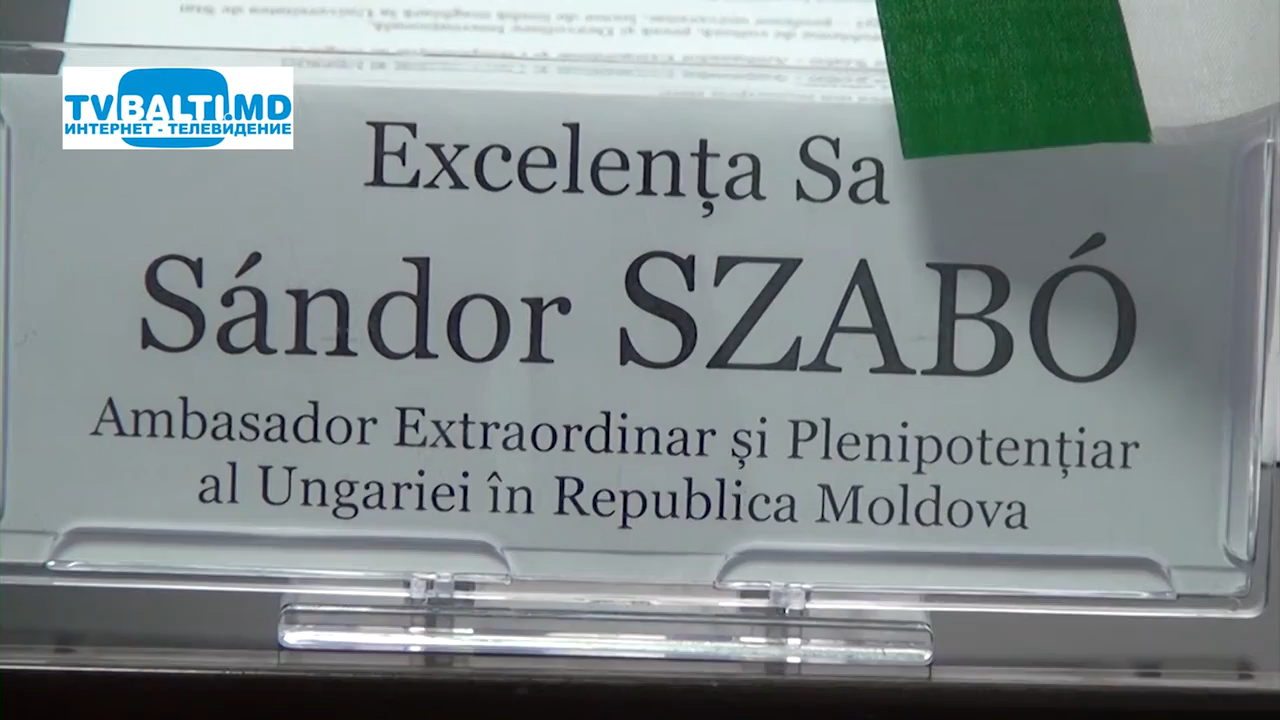 TVBALTI.MD
ИНТЕРНЕТ - ТЕЛЕВИДЕНИЕ
Excelența Sa
Sándor SZABÓ
Ambasador Extraordinar și Plenipotențiar
al Ungariei în Republica Moldova